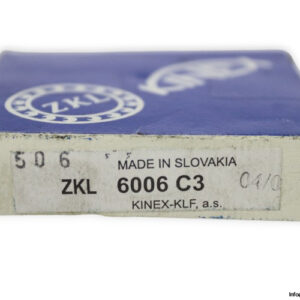 ZKL
KINEX
506
MADE IN SLOVAKIA
ZKL 6006 C3
KINEX-KLF, a.s.